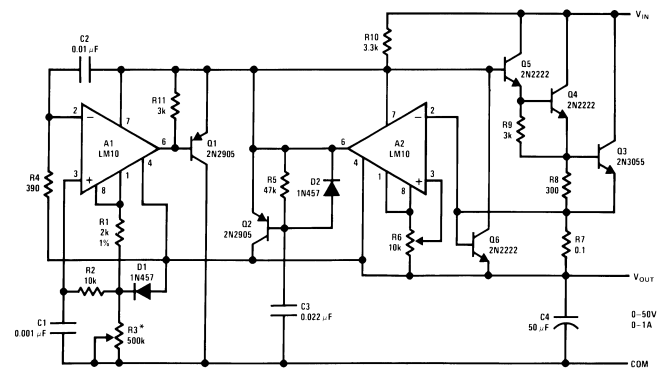 V_IN
R10
3.3k
C2
0.01 μF
Q5
2N2222
Q4
2N2222
R11
3k
7
7
2
−
A1
LM10
6
Q1
2N2905
6
−
2
A2
LM10
R9
3k
Q3
2N3055
3
+
8
1
4
4
1
8
+
3
R4
390
R5
47k
D2
1N457
R8
300
R1
2k
1%
Q2
2N2905
R6
10k
Q6
2N2222
R7
0.1
R2
10k
D1
1N457
V_OUT
C1
0.001 μF
R3*
500k
C3
0.022 μF
C4
50 μF
0–50V
0–1A
COM